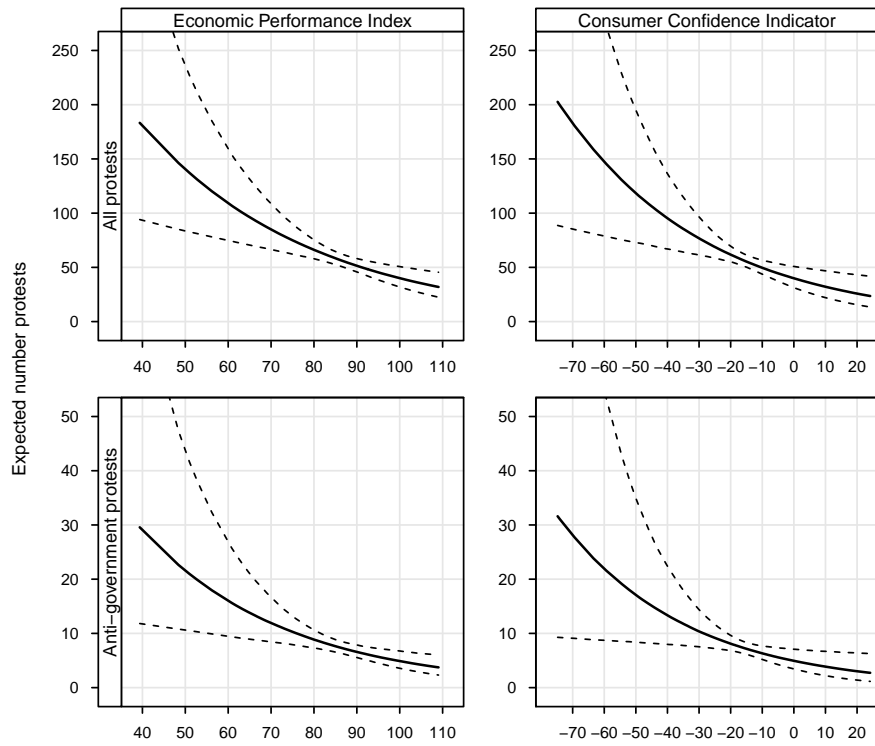 Economic Performance Index
Consumer Confidence Indicator
Expected number protests
All protests
250
200
150
100
50
0
40 50 60 70 80 90 100 110
250
200
150
100
50
0
−70 −60 −50 −40 −30 −20 −10 0 10 20
Anti−government protests
50
40
30
20
10
0
40 50 60 70 80 90 100 110
50
40
30
20
10
0
−70 −60 −50 −40 −30 −20 −10 0 10 20